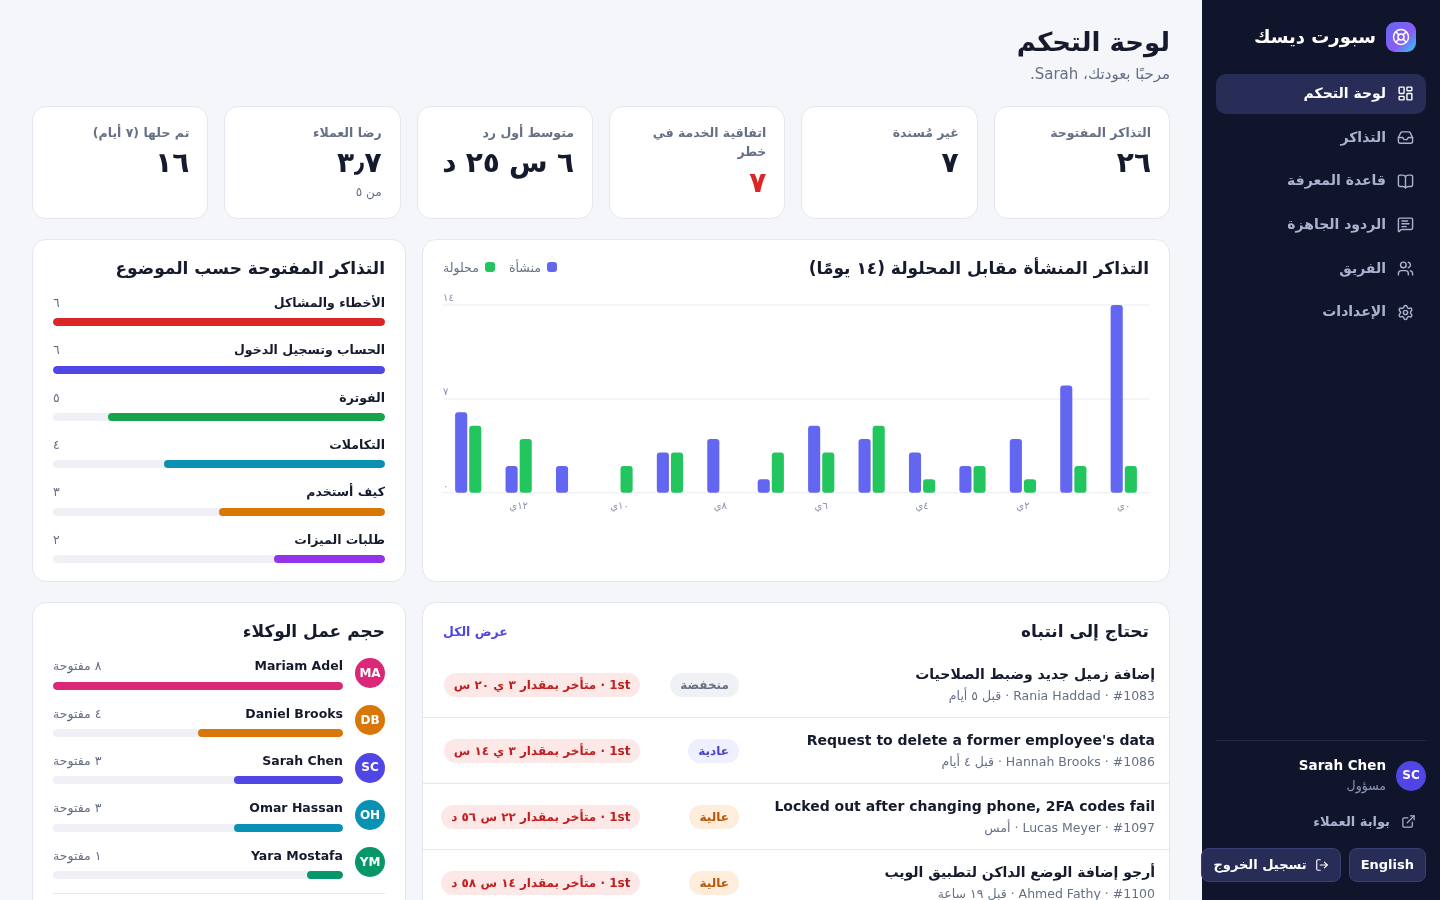 سبورت ديسك
لوحة التحكم
التذاكر
قاعدة المعرفة
الردود الجاهزة
الفريق
الإعدادات
SC
Sarah Chen
مسؤول
بوابة العملاء
English
تسجيل الخروج
لوحة التحكم
مرحبًا بعودتك، Sarah.
التذاكر المفتوحة
٢٦
غير مُسندة
٧
اتفاقية الخدمة في
خطر
٧
متوسط أول رد
٦ س ٢٥ د
رضا العملاء
٣٫٧
من ٥
تم حلها (٧ أيام)
١٦
التذاكر المنشأة مقابل المحلولة (١٤ يومًا)
منشأة
محلولة
١٤
٧
٠
١٢ي
١٠ي
٨ي
٦ي
٤ي
٢ي
٠ي
التذاكر المفتوحة حسب الموضوع
الأخطاء والمشاكل ٦
الحساب وتسجيل الدخول ٦
الفوترة ٥
التكاملات ٤
كيف أستخدم ٣
طلبات الميزات ٢
تحتاج إلى انتباه
عرض الكل
إضافة زميل جديد وضبط الصلاحيات
#1083 · Rania Haddad · قبل ٥ أيام
منخفضة
1st · متأخر بمقدار ٣ ي ٢٠ س
Request to delete a former employee's data
#1086 · Hannah Brooks · قبل ٤ أيام
عادية
1st · متأخر بمقدار ٣ ي ١٤ س
Locked out after changing phone, 2FA codes fail
#1097 · Lucas Meyer · أمس
عالية
1st · متأخر بمقدار ٢٢ س ٥٦ د
أرجو إضافة الوضع الداكن لتطبيق الويب
#1100 · Ahmed Fathy · قبل ١٩ ساعة
عالية
1st · متأخر بمقدار ١٤ س ٥٨ د
حجم عمل الوكلاء
MA
Mariam Adel ٨ مفتوحة
DB
Daniel Brooks ٤ مفتوحة
SC
Sarah Chen ٣ مفتوحة
OH
Omar Hassan ٣ مفتوحة
YM
Yara Mostafa ١ مفتوحة